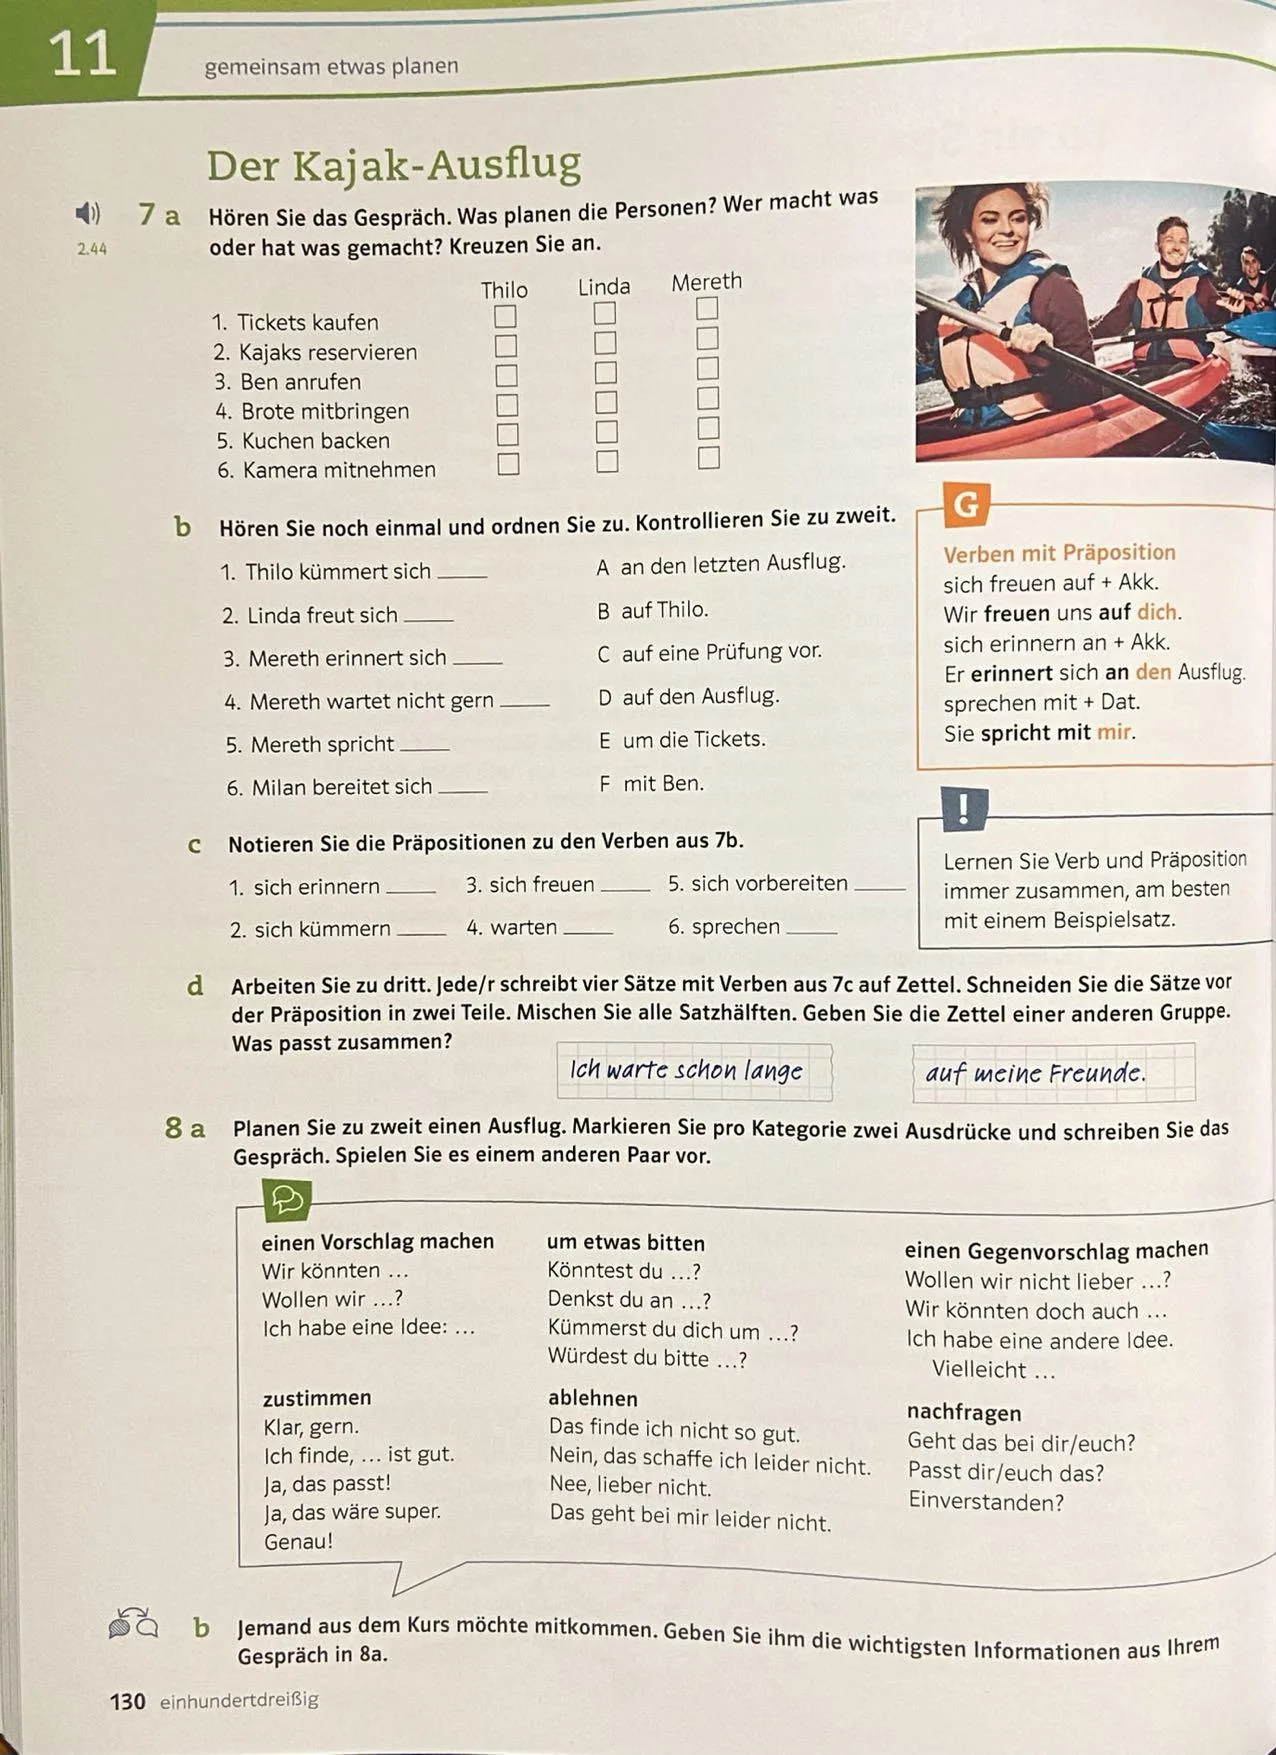 11
gemeinsam etwas planen
Der Kajak-Ausflug
2.44
7 a Hören Sie das Gespräch. Was planen die Personen? Wer macht was
oder hat was gemacht? Kreuzen Sie an.
Thilo Linda Mereth
1. Tickets kaufen
2. Kajaks reservieren
3. Ben anrufen
4. Brote mitbringen
5. Kuchen backen
6. Kamera mitnehmen
b Hören Sie noch einmal und ordnen Sie zu. Kontrollieren Sie zu zweit.
1. Thilo kümmert sich ____ A an den letzten Ausflug.
2. Linda freut sich ____ B auf Thilo.
3. Mereth erinnert sich ____ C auf eine Prüfung vor.
4. Mereth wartet nicht gern ____ D auf den Ausflug.
5. Mereth spricht ____ E um die Tickets.
6. Milan bereitet sich ____ F mit Ben.
G
Verben mit Präposition
sich freuen auf + Akk.
Wir freuen uns auf dich.
sich erinnern an + Akk.
Er erinnert sich an den Ausflug.
sprechen mit + Dat.
Sie spricht mit mir.
c Notieren Sie die Präpositionen zu den Verben aus 7b.
1. sich erinnern ____ 3. sich freuen ____ 5. sich vorbereiten ____
2. sich kümmern ____ 4. warten ____ 6. sprechen ____
!
Lernen Sie Verb und Präposition
immer zusammen, am besten
mit einem Beispielsatz.
d Arbeiten Sie zu dritt. Jede/r schreibt vier Sätze mit Verben aus 7c auf Zettel. Schneiden Sie die Sätze vor
der Präposition in zwei Teile. Mischen Sie alle Satzhälften. Geben Sie die Zettel einer anderen Gruppe.
Was passt zusammen?
Ich warte schon lange auf meine Freunde.
8 a Planen Sie zu zweit einen Ausflug. Markieren Sie pro Kategorie zwei Ausdrücke und schreiben Sie das
Gespräch. Spielen Sie es einem anderen Paar vor.
einen Vorschlag machen
Wir könnten ...
Wollen wir ...?
Ich habe eine Idee: ...
um etwas bitten
Könntest du ...?
Denkst du an ...?
Kümmerst du dich um ...?
Würdest du bitte ...?
einen Gegenvorschlag machen
Wollen wir nicht lieber ...?
Wir könnten doch auch ...
Ich habe eine andere Idee.
Vielleicht ...
zustimmen
Klar, gern.
Ich finde, ... ist gut.
Ja, das passt!
Ja, das wäre super.
Genau!
ablehnen
Das finde ich nicht so gut.
Nein, das schaffe ich leider nicht.
Nee, lieber nicht.
Das geht bei mir leider nicht.
nachfragen
Geht das bei dir/euch?
Passt dir/euch das?
Einverstanden?
b Jemand aus dem Kurs möchte mitkommen. Geben Sie ihm die wichtigsten Informationen aus Ihrem
Gespräch in 8a.
130 einhundertdreißig